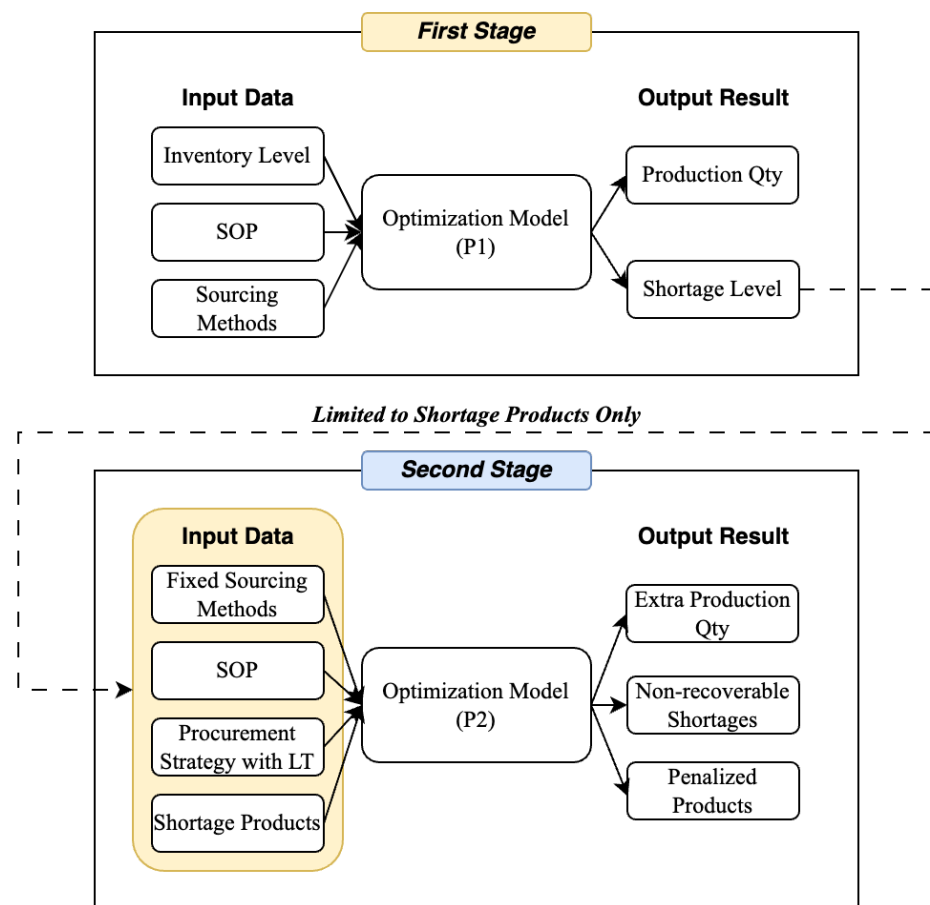 First Stage
Input Data
Output Result
Inventory Level
SOP
Sourcing
Methods
Optimization Model
(P1)
Production Qty
Shortage Level
Limited to Shortage Products Only
Second Stage
Input Data
Output Result
Fixed Sourcing
Methods
SOP
Procurement
Strategy with LT
Shortage Products
Optimization Model
(P2)
Extra Production
Qty
Non-recoverable
Shortages
Penalized
Products